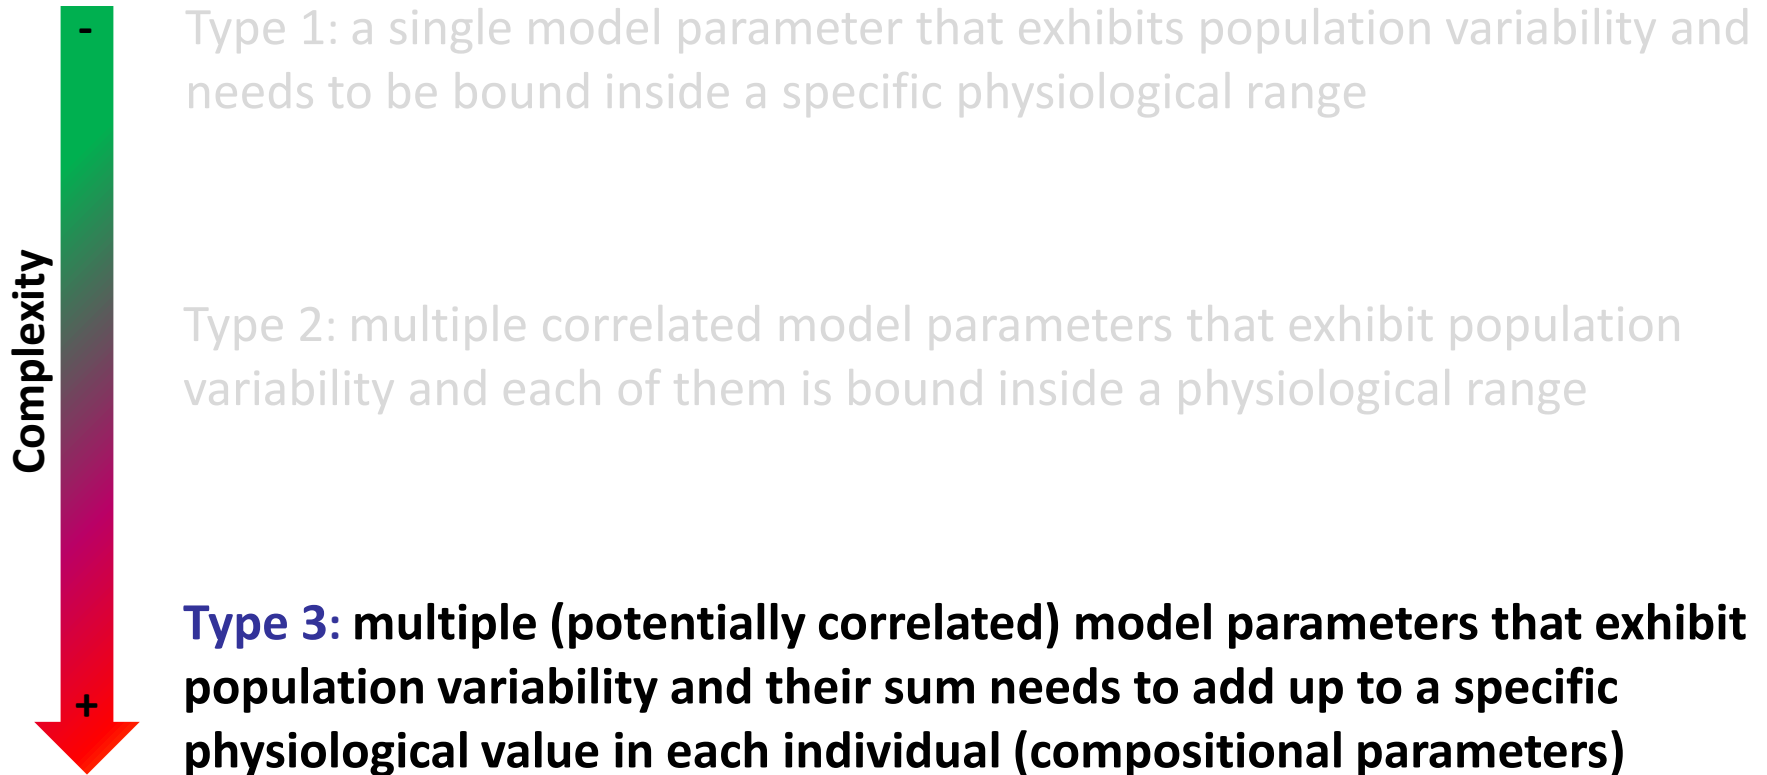 -
Type 1: a single model parameter that exhibits population variability and
needs to be bound inside a specific physiological range
Complexity
Type 2: multiple correlated model parameters that exhibit population
variability and each of them is bound inside a physiological range
Type 3: multiple (potentially correlated) model parameters that exhibit
population variability and their sum needs to add up to a specific
+
physiological value in each individual (compositional parameters)